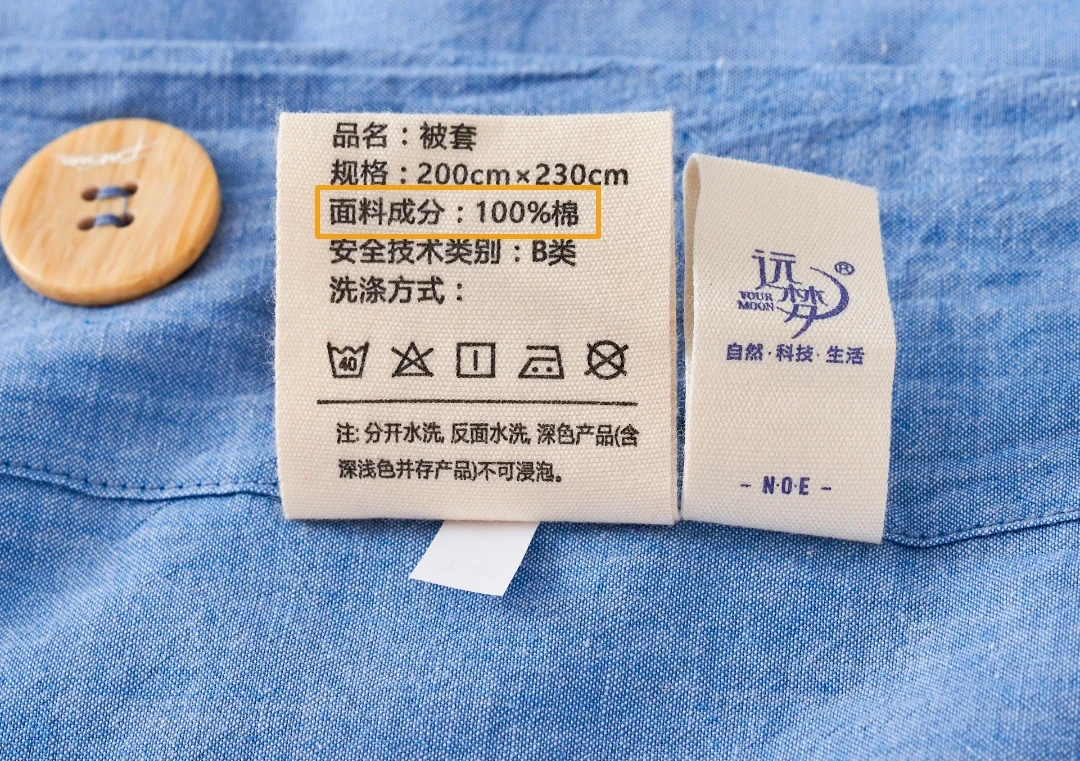 品名：被套
规格：200cm×230cm
面料成分：100%棉
安全技术类别：B类
洗涤方式：
40
注: 分开水洗, 反面水洗, 深色产品(含
深浅色并存产品)不可浸泡。
远梦®
YOUR
MOON
自然·科技·生活
- N·O·E -